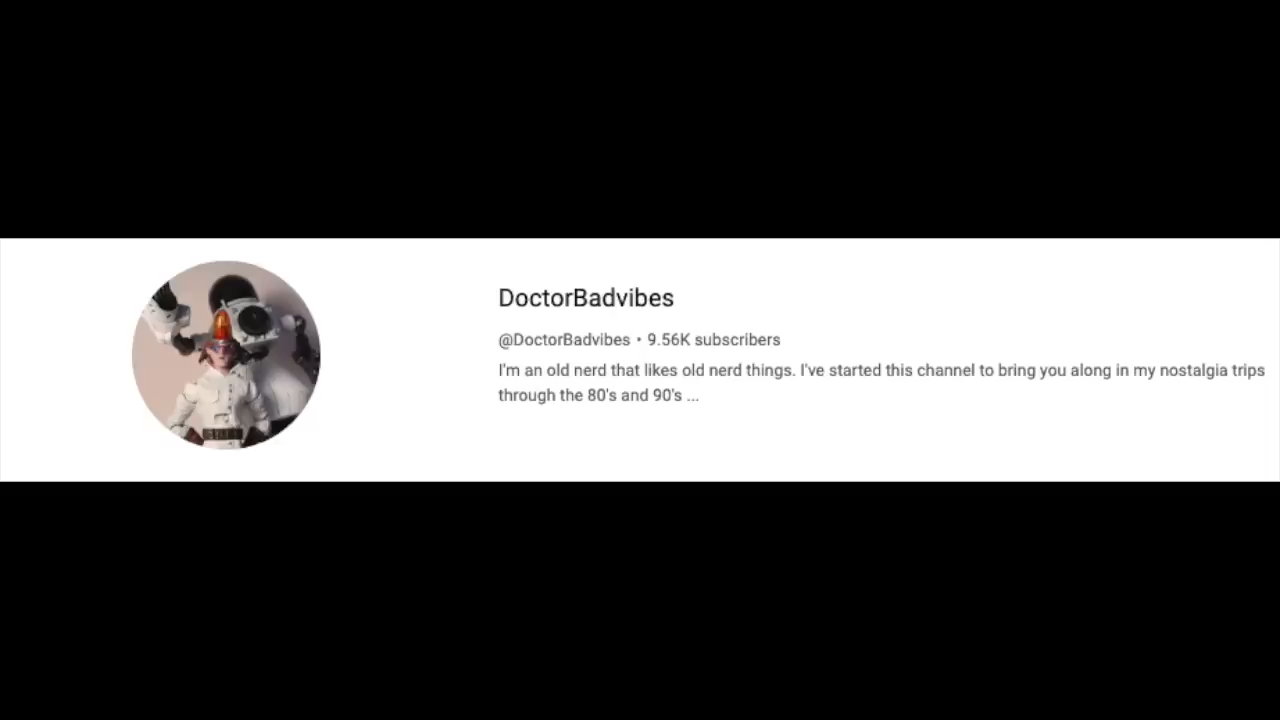 DoctorBadvibes
@DoctorBadvibes • 9.56K subscribers
I'm an old nerd that likes old nerd things. I've started this channel to bring you along in my nostalgia trips
through the 80's and 90's ...